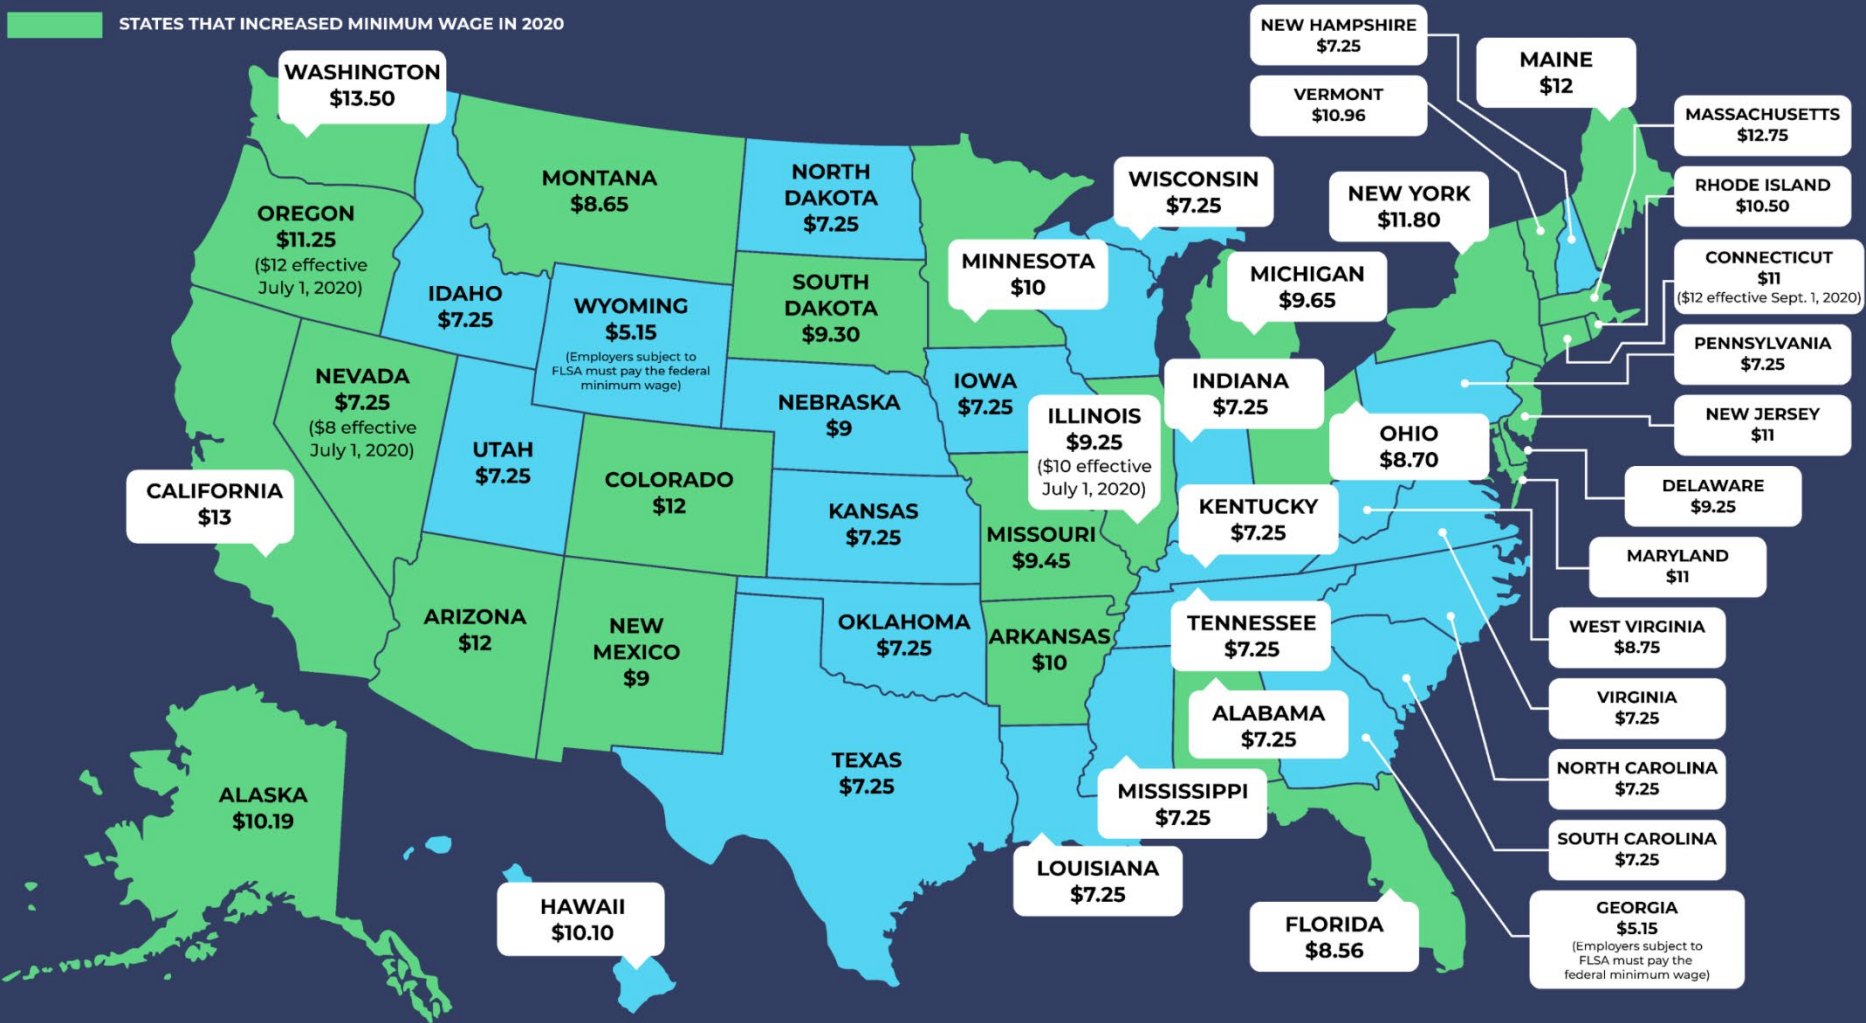 STATES THAT INCREASED MINIMUM WAGE IN 2020
WASHINGTON
$13.50
OREGON
$11.25
($12 effective
July 1, 2020)
CALIFORNIA
$13
NEVADA
$7.25
($8 effective
July 1, 2020)
IDAHO
$7.25
MONTANA
$8.65
WYOMING
$5.15
(Employers subject to
FLSA must pay the federal
minimum wage)
UTAH
$7.25
COLORADO
$12
ARIZONA
$12
NEW
MEXICO
$9
ALASKA
$10.19
HAWAII
$10.10
NORTH
DAKOTA
$7.25
SOUTH
DAKOTA
$9.30
NEBRASKA
$9
KANSAS
$7.25
OKLAHOMA
$7.25
TEXAS
$7.25
MINNESOTA
$10
IOWA
$7.25
MISSOURI
$9.45
ARKANSAS
$10
LOUISIANA
$7.25
WISCONSIN
$7.25
ILLINOIS
$9.25
($10 effective
July 1, 2020)
MICHIGAN
$9.65
INDIANA
$7.25
OHIO
$8.70
KENTUCKY
$7.25
TENNESSEE
$7.25
ALABAMA
$7.25
MISSISSIPPI
$7.25
FLORIDA
$8.56
NEW YORK
$11.80
NEW HAMPSHIRE
$7.25
VERMONT
$10.96
MAINE
$12
MASSACHUSETTS
$12.75
RHODE ISLAND
$10.50
CONNECTICUT
$11
($12 effective Sept. 1, 2020)
PENNSYLVANIA
$7.25
NEW JERSEY
$11
DELAWARE
$9.25
MARYLAND
$11
WEST VIRGINIA
$8.75
VIRGINIA
$7.25
NORTH CAROLINA
$7.25
SOUTH CAROLINA
$7.25
GEORGIA
$5.15
(Employers subject to
FLSA must pay the
federal minimum wage)